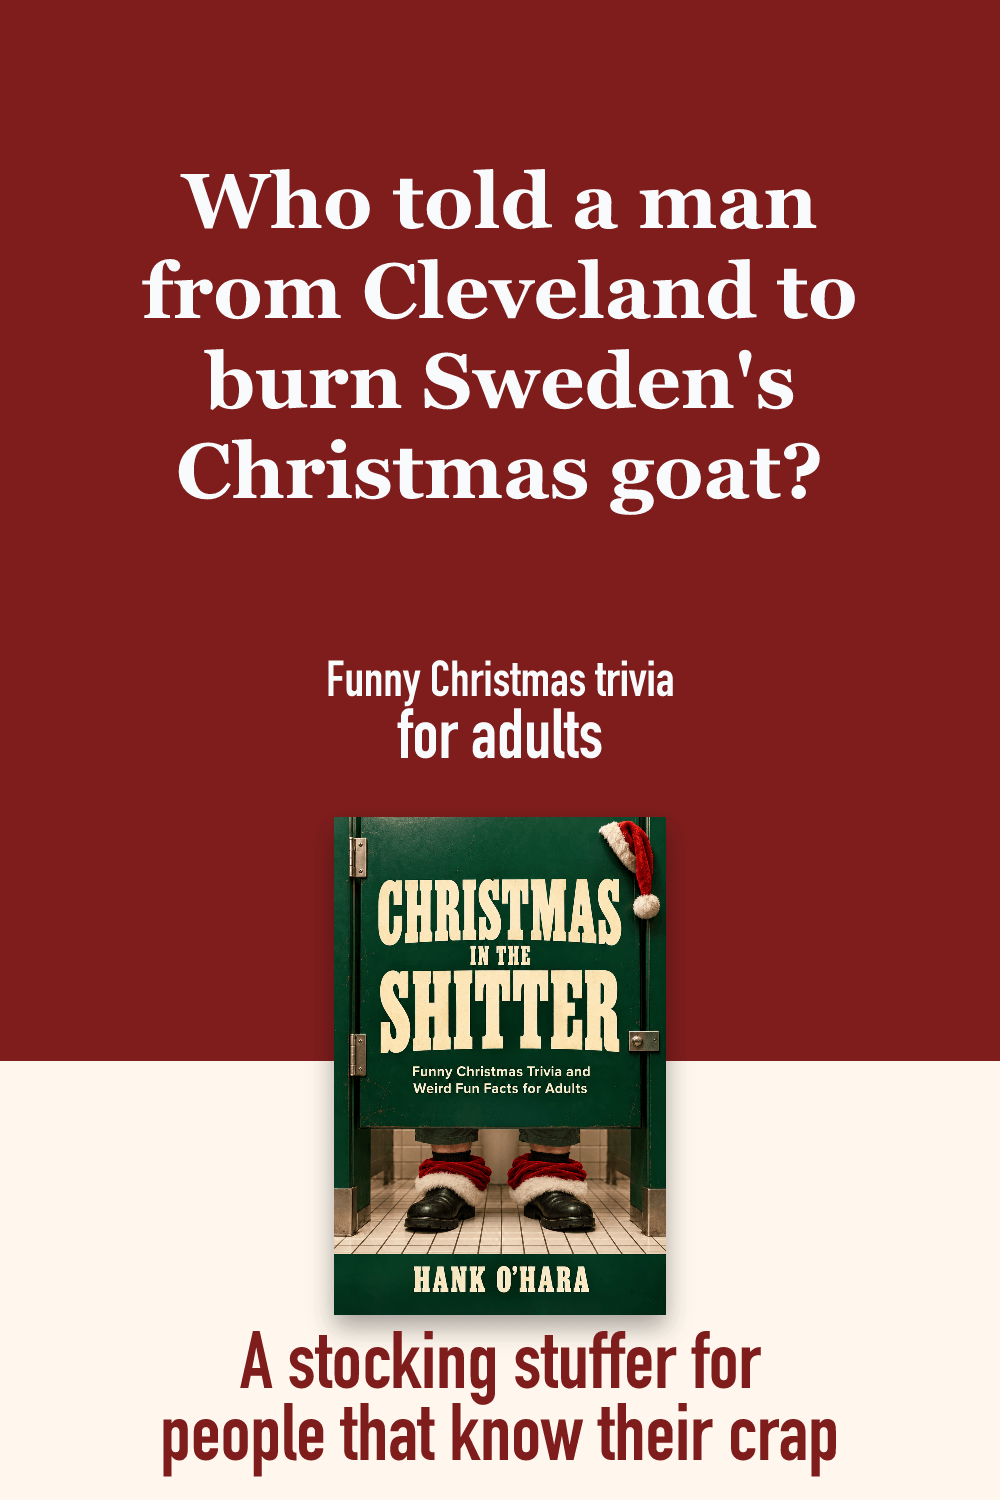 Who told a man
from Cleveland to
burn Sweden's
Christmas goat?
Funny Christmas trivia
for adults
CHRISTMAS
IN THE
SHITTER
Funny Christmas Trivia and
Weird Fun Facts for Adults
HANK O'HARA
A stocking stuffer for
people that know their crap